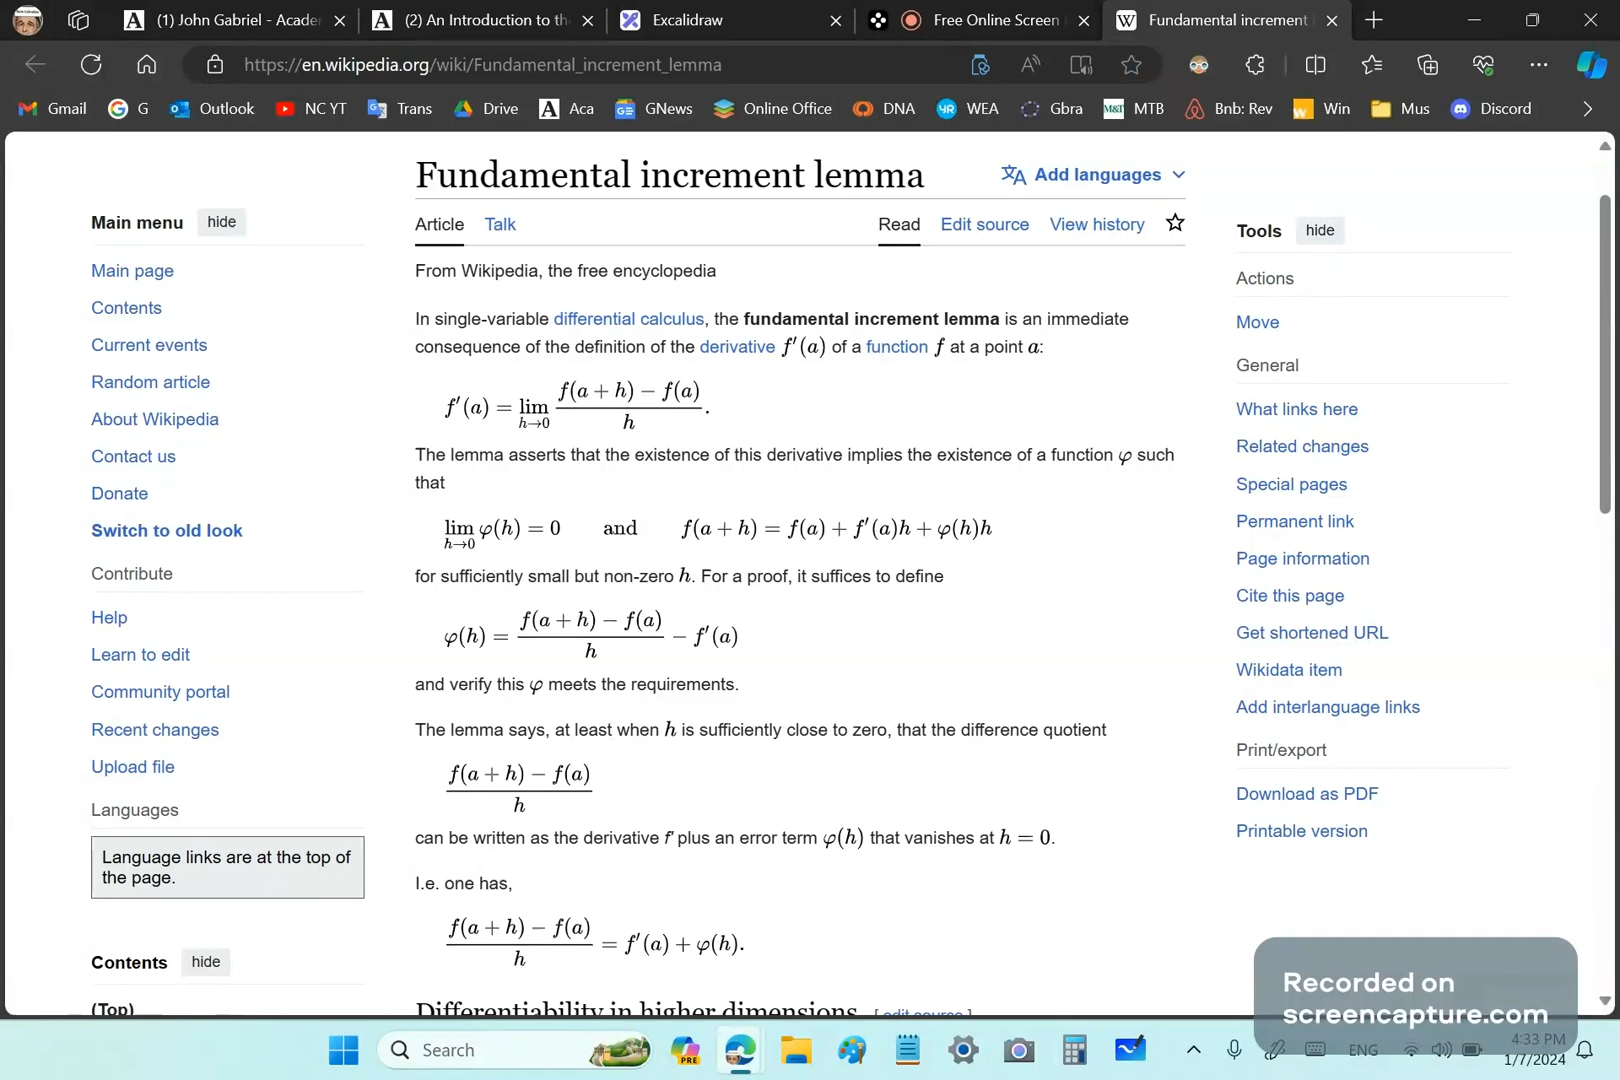 (1) John Gabriel - Acade
(2) An Introduction to th
Excalidraw
Free Online Screen
Fundamental increment
https://en.wikipedia.org/wiki/Fundamental_increment_lemma
Gmail
G
Outlook
NC YT
Trans
Drive
Aca
GNews
Online Office
DNA
WEA
Gbra
MTB
Bnb: Rev
Win
Mus
Discord
Main menu
hide
Main page
Contents
Current events
Random article
About Wikipedia
Contact us
Donate
Switch to old look
Contribute
Help
Learn to edit
Community portal
Recent changes
Upload file
Languages
Language links are at the top of
the page.
Contents
hide
(Top)
Fundamental increment lemma
Add languages
Article
Talk
Read
Edit source
View history
From Wikipedia, the free encyclopedia
In single-variable differential calculus, the fundamental increment lemma is an immediate
consequence of the definition of the derivative f′(a) of a function f at a point a:
f′(a) = lim_{h→0} (f(a + h) − f(a))/h.
The lemma asserts that the existence of this derivative implies the existence of a function φ such
that
lim_{h→0} φ(h) = 0 and f(a + h) = f(a) + f′(a)h + φ(h)h
for sufficiently small but non-zero h. For a proof, it suffices to define
φ(h) = (f(a + h) − f(a))/h − f′(a)
and verify this φ meets the requirements.
The lemma says, at least when h is sufficiently close to zero, that the difference quotient
(f(a + h) − f(a))/h
can be written as the derivative f' plus an error term φ(h) that vanishes at h = 0.
I.e. one has,
(f(a + h) − f(a))/h = f′(a) + φ(h).
Differentiability in higher dimensions [ edit source ]
Tools
hide
Actions
Move
General
What links here
Related changes
Special pages
Permanent link
Page information
Cite this page
Get shortened URL
Wikidata item
Add interlanguage links
Print/export
Download as PDF
Printable version
Recorded on
screencapture.com
Search
PRE
ENG
4:33 PM
1/7/2024